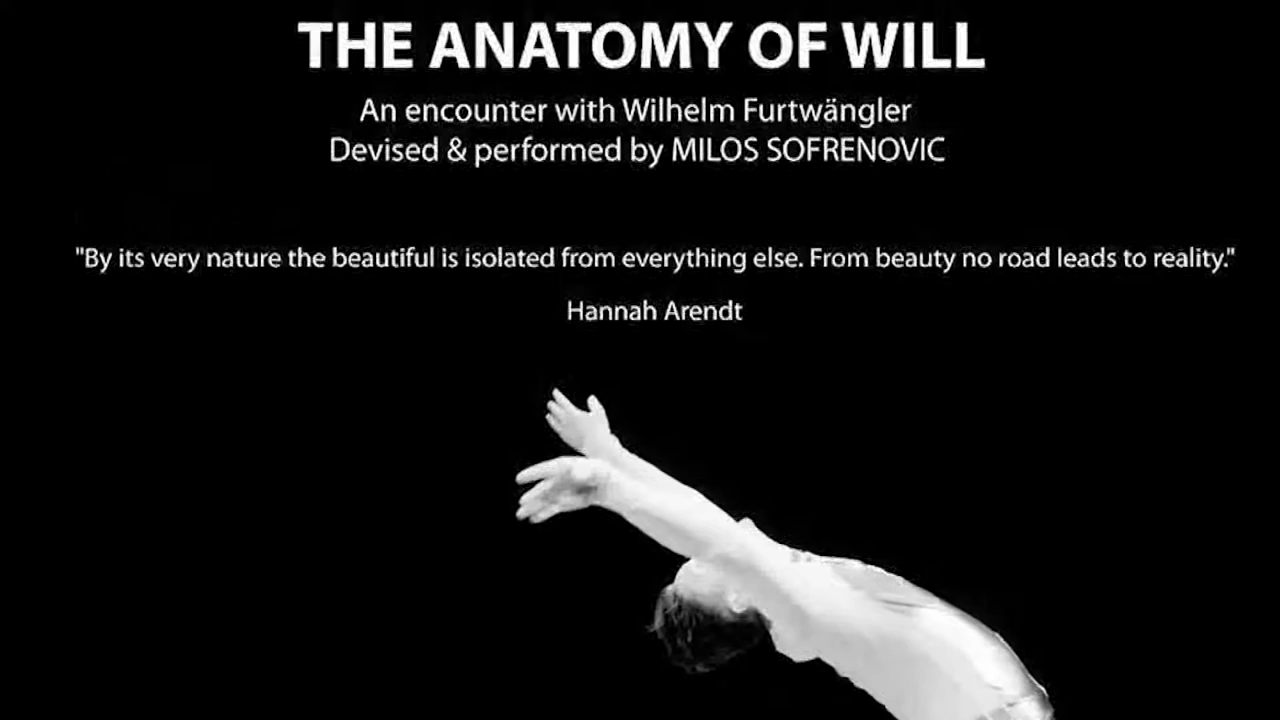 THE ANATOMY OF WILL
An encounter with Wilhelm Furtwängler
Devised & performed by MILOS SOFRENOVIC
"By its very nature the beautiful is isolated from everything else. From beauty no road leads to reality."
Hannah Arendt